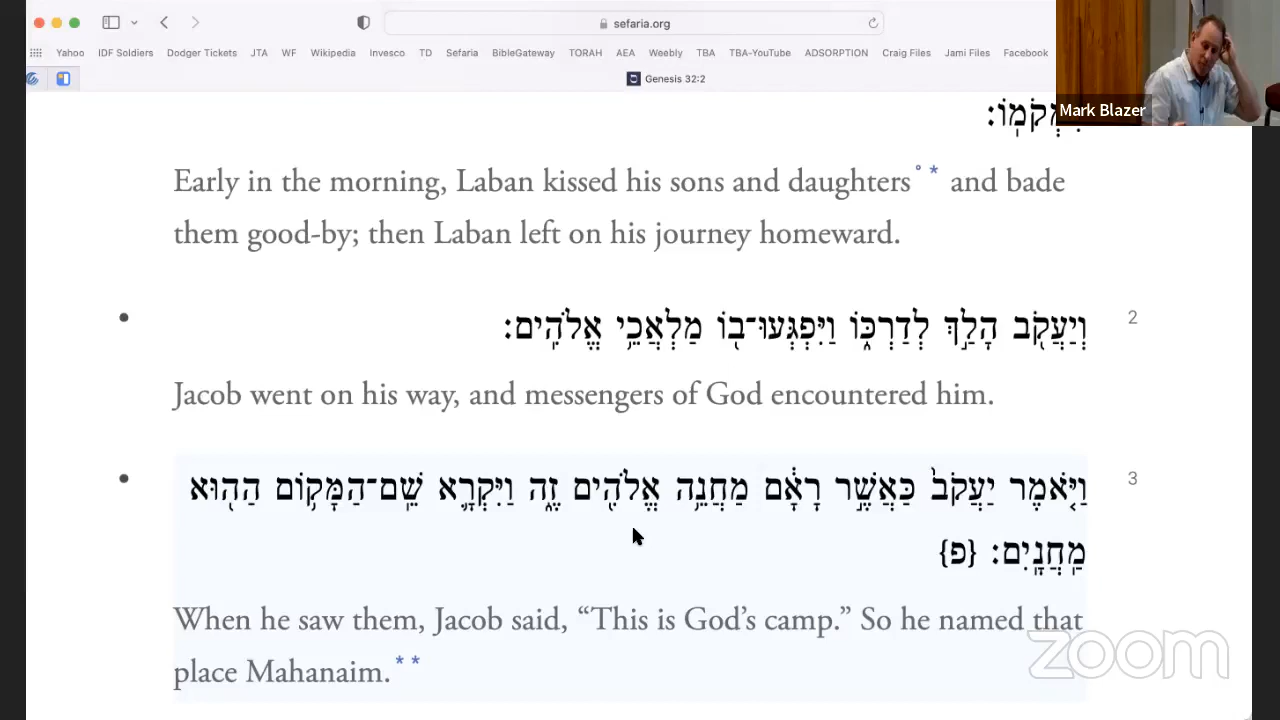 sefaria.org
Yahoo IDF Soldiers Dodger Tickets JTA WF Wikipedia Invesco TD Sefaria BibleGateway TORAH AEA Weebly TBA TBA-YouTube ADSORPTION Craig Files Jami Files Facebook
Genesis 32:2
Mark Blazer
Early in the morning, Laban kissed his sons and daughters° * and bade
them good-by; then Laban left on his journey homeward.
וְיַעֲקֹ֖ב הָלַ֣ךְ לְדַרְכּ֑וֹ וַיִּפְגְּעוּ־ב֖וֹ מַלְאֲכֵ֥י אֱלֹהִֽים׃
2
Jacob went on his way, and messengers of God encountered him.
וַיֹּ֤אמֶר יַעֲקֹב֙ כַּאֲשֶׁ֣ר רָאָ֔ם מַחֲנֵ֥ה אֱלֹהִ֖ים זֶ֑ה וַיִּקְרָ֛א שֵֽׁם־הַמָּק֥וֹם הַה֖וּא
3
מַֽחֲנָֽיִם׃ {פ}
When he saw them, Jacob said, “This is God’s camp.” So he named that
place Mahanaim.* *
zoom